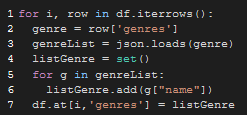 1 for i, row in df.iterrows():
2   genre = row['genres']
3   genreList = json.loads(genre)
4   listGenre = set()
5   for g in genreList:
6     listGenre.add(g["name"])
7   df.at[i,'genres'] = listGenre